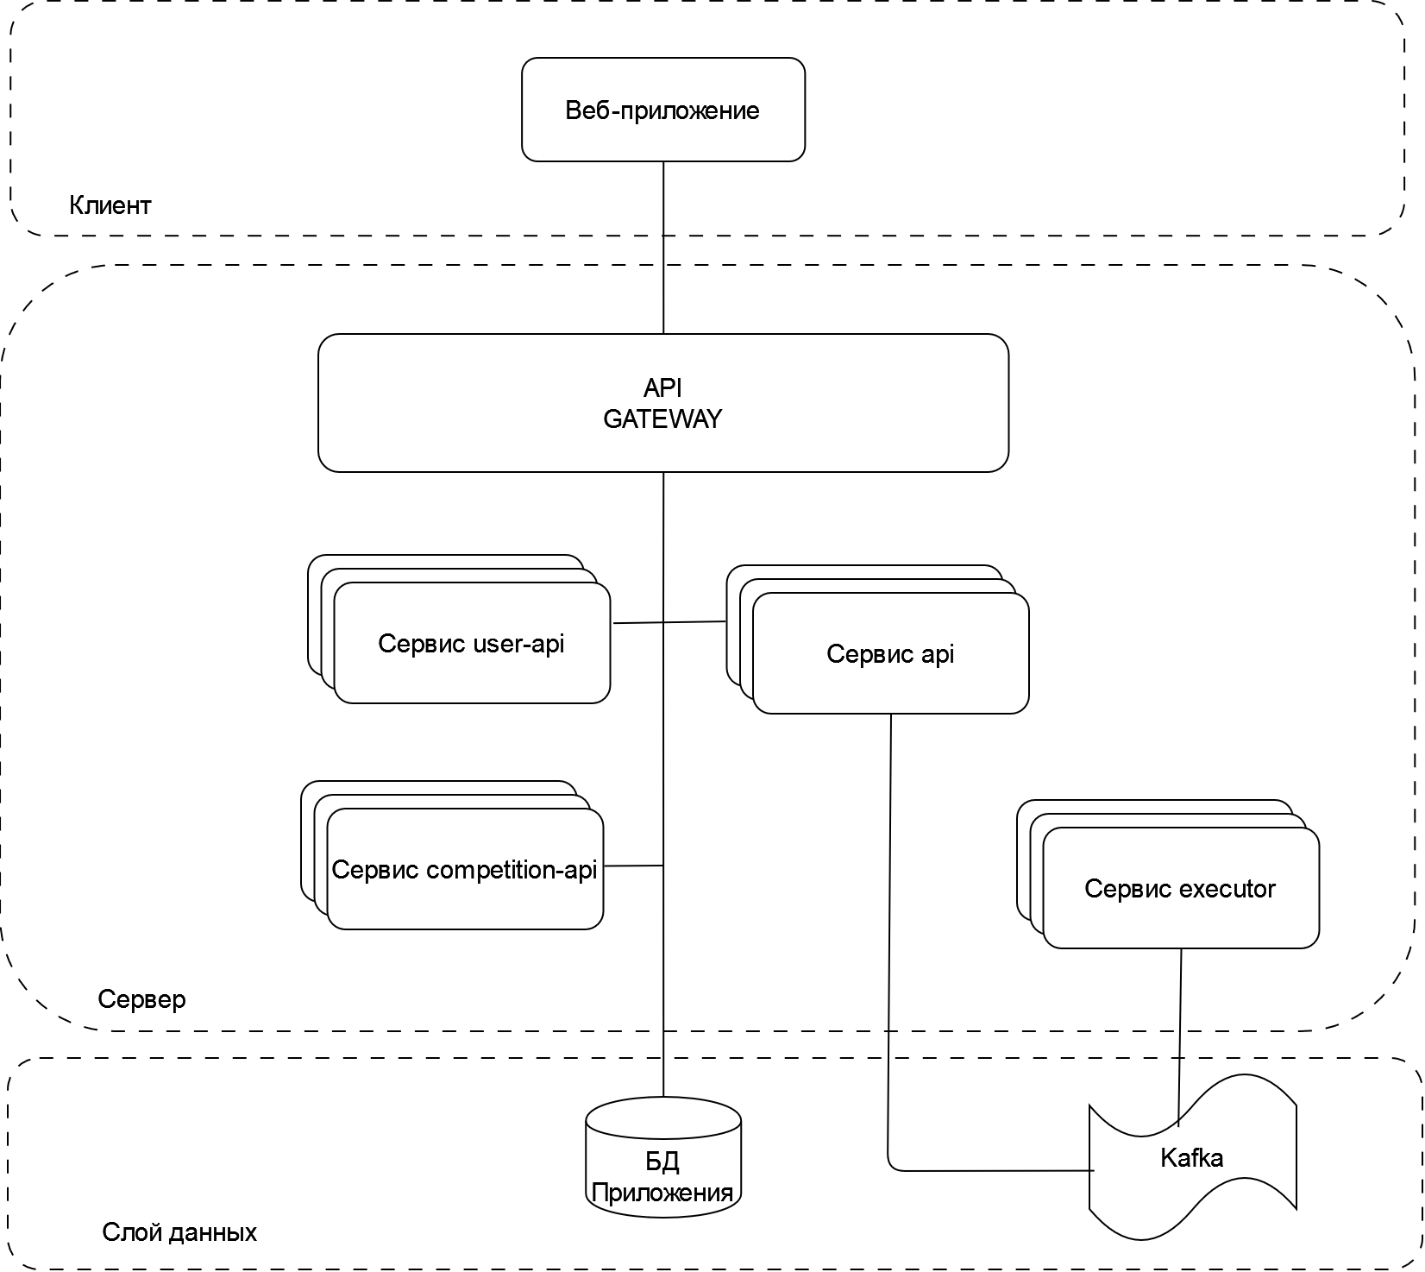 Веб-приложение
Клиент
API
GATEWAY
Сервис user-api
Сервис api
Сервис competition-api
Сервис executor
Сервер
БД
Приложения
Kafka
Слой данных